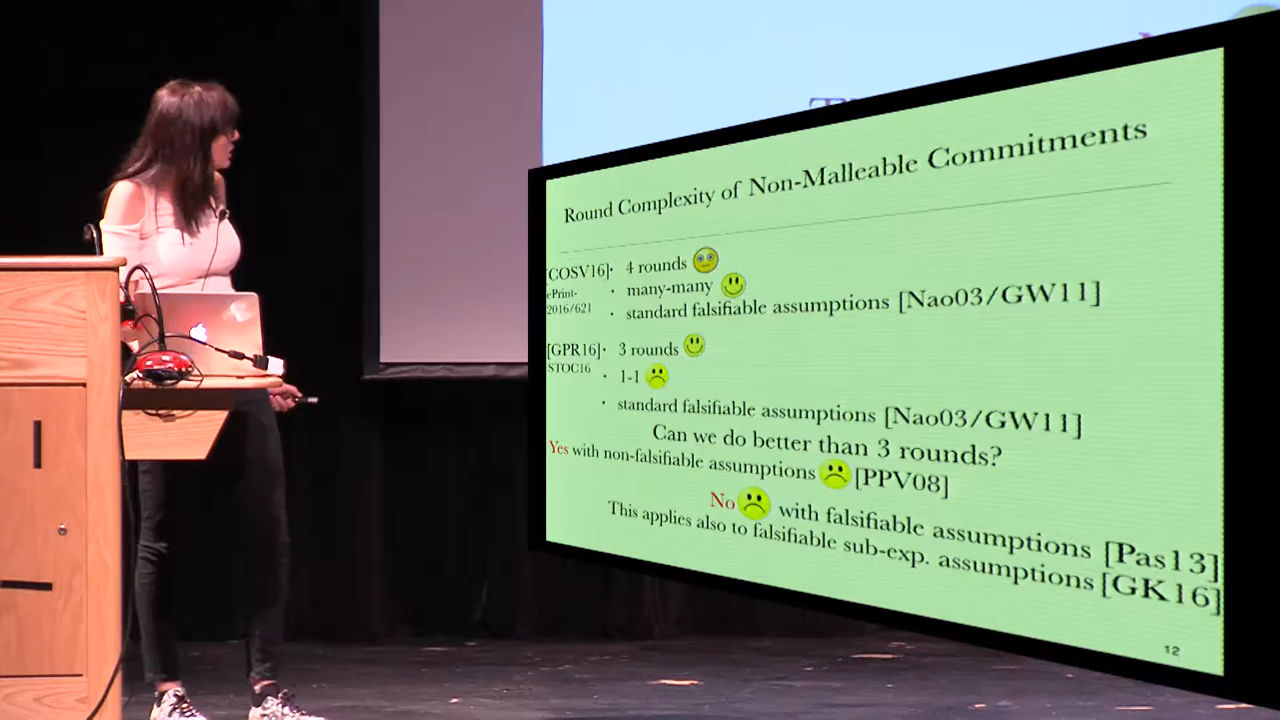 Round Complexity of Non-Malleable Commitments
[COSV16]· 4 rounds
ePrint-
2016/621
· many-many
· standard falsifiable assumptions [Nao03/GW11]
[GPR16]· 3 rounds
STOC16
· 1-1
· standard falsifiable assumptions [Nao03/GW11]
Can we do better than 3 rounds?
Yes with non-falsifiable assumptions [PPV08]
No with falsifiable assumptions [Pas13]
This applies also to falsifiable sub-exp. assumptions [GK16]
12